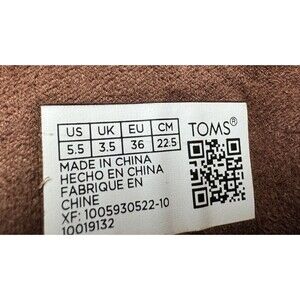 US UK EU CM TOMS®
5.5 3.5 36 22.5
MADE IN CHINA
HECHO EN CHINA
FABRIQUE EN
CHINE
XF: 1005930522-10
10019132